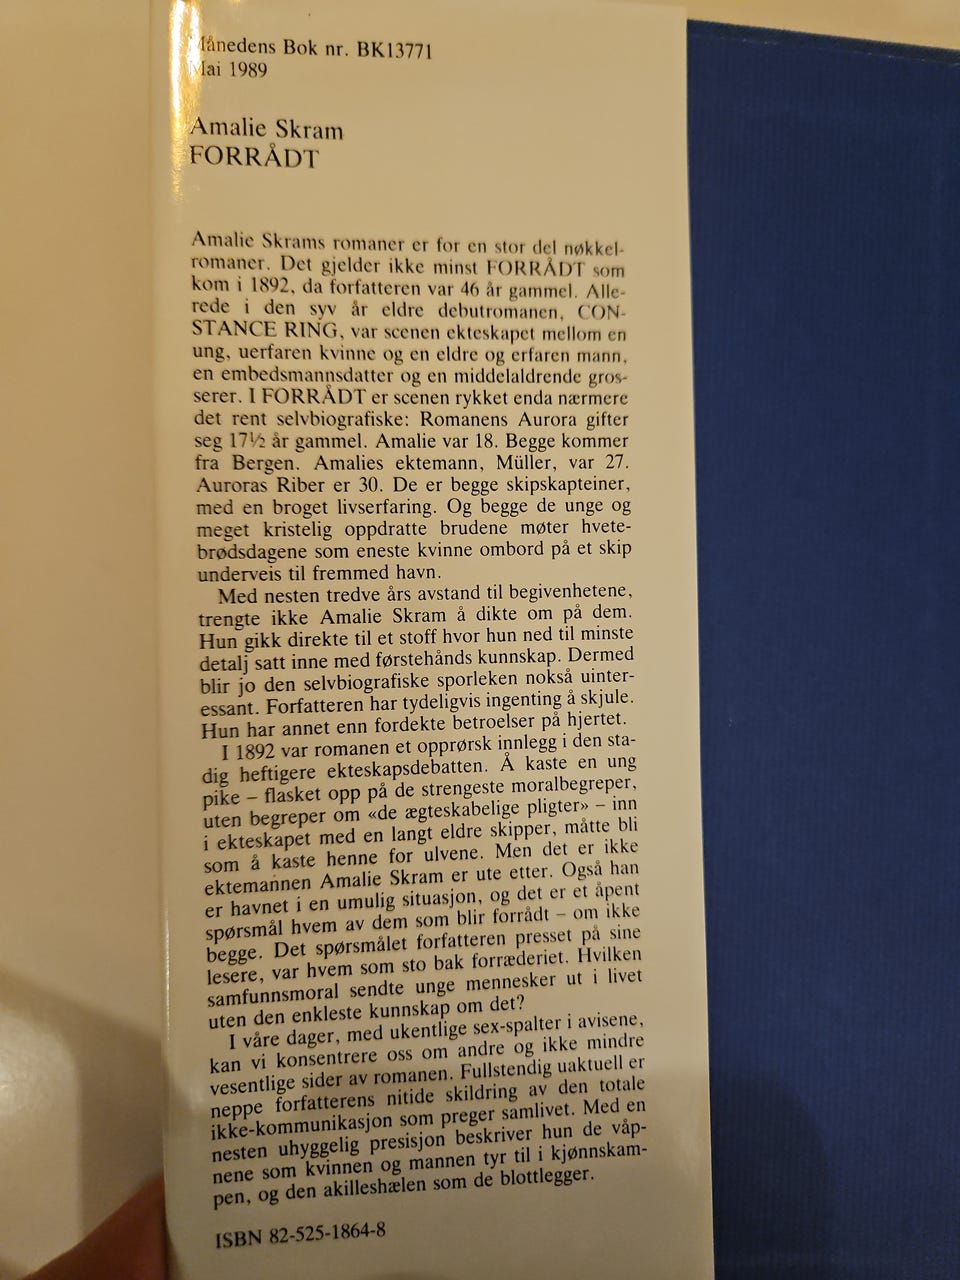 Månedens Bok nr. BK13771
Mai 1989
Amalie Skram
FORRÅDT
Amalie Skrams romaner er for en stor del nøkkel-
romaner. Det gjelder ikke minst FORRÅDT som
kom i 1892, da forfatteren var 46 år gammel. Alle-
rede i den syv år eldre debutromanen, CON-
STANCE RING, var scenen ekteskapet mellom en
ung, uerfaren kvinne og en eldre og erfaren mann,
en embedsmannsdatter og en middelaldrende gros-
serer. I FORRÅDT er scenen rykket enda nærmere
det rent selvbiografiske: Romanens Aurora gifter
seg 17½ år gammel. Amalie var 18. Begge kommer
fra Bergen. Amalies ektemann, Müller, var 27.
Auroras Riber er 30. De er begge skipskapteiner,
med en broget livserfaring. Og begge de unge og
meget kristelig oppdratte brudene møter hvete-
brødsdagene som eneste kvinne ombord på et skip
underveis til fremmed havn.
Med nesten tredve års avstand til begivenhetene,
trengte ikke Amalie Skram å dikte om på dem.
Hun gikk direkte til et stoff hvor hun ned til minste
detalj satt inne med førstehånds kunnskap. Dermed
blir jo den selvbiografiske sporleken nokså uinter-
essant. Forfatteren har tydeligvis ingenting å skjule.
Hun har annet enn fordekte betroelser på hjertet.
I 1892 var romanen et opprørsk innlegg i den sta-
dig heftigere ekteskapsdebatten. Å kaste en ung
pike – flasket opp på de strengeste moralbegreper,
uten begreper om «de ægteskabelige pligter» – inn
i ekteskapet med en langt eldre skipper, måtte bli
som å kaste henne for ulvene. Men det er ikke
ektemannen Amalie Skram er ute etter. Også han
er havnet i en umulig situasjon, og det er et åpent
spørsmål hvem av dem som blir forrådt – om ikke
begge. Det spørsmålet forfatteren presset på sine
lesere, var hvem som sto bak forræderiet. Hvilken
samfunnsmoral sendte unge mennesker ut i livet
uten den enkleste kunnskap om det?
I våre dager, med ukentlige sex-spalter i avisene,
kan vi konsentrere oss om andre og ikke mindre
vesentlige sider av romanen. Fullstendig uaktuell er
neppe forfatterens nitide skildring av den totale
ikke-kommunikasjon som preger samlivet. Med en
nesten uhyggelig presisjon beskriver hun de våp-
nene som kvinnen og mannen tyr til i kjønnskam-
pen, og den akilleshælen som de blottlegger.
ISBN 82-525-1864-8